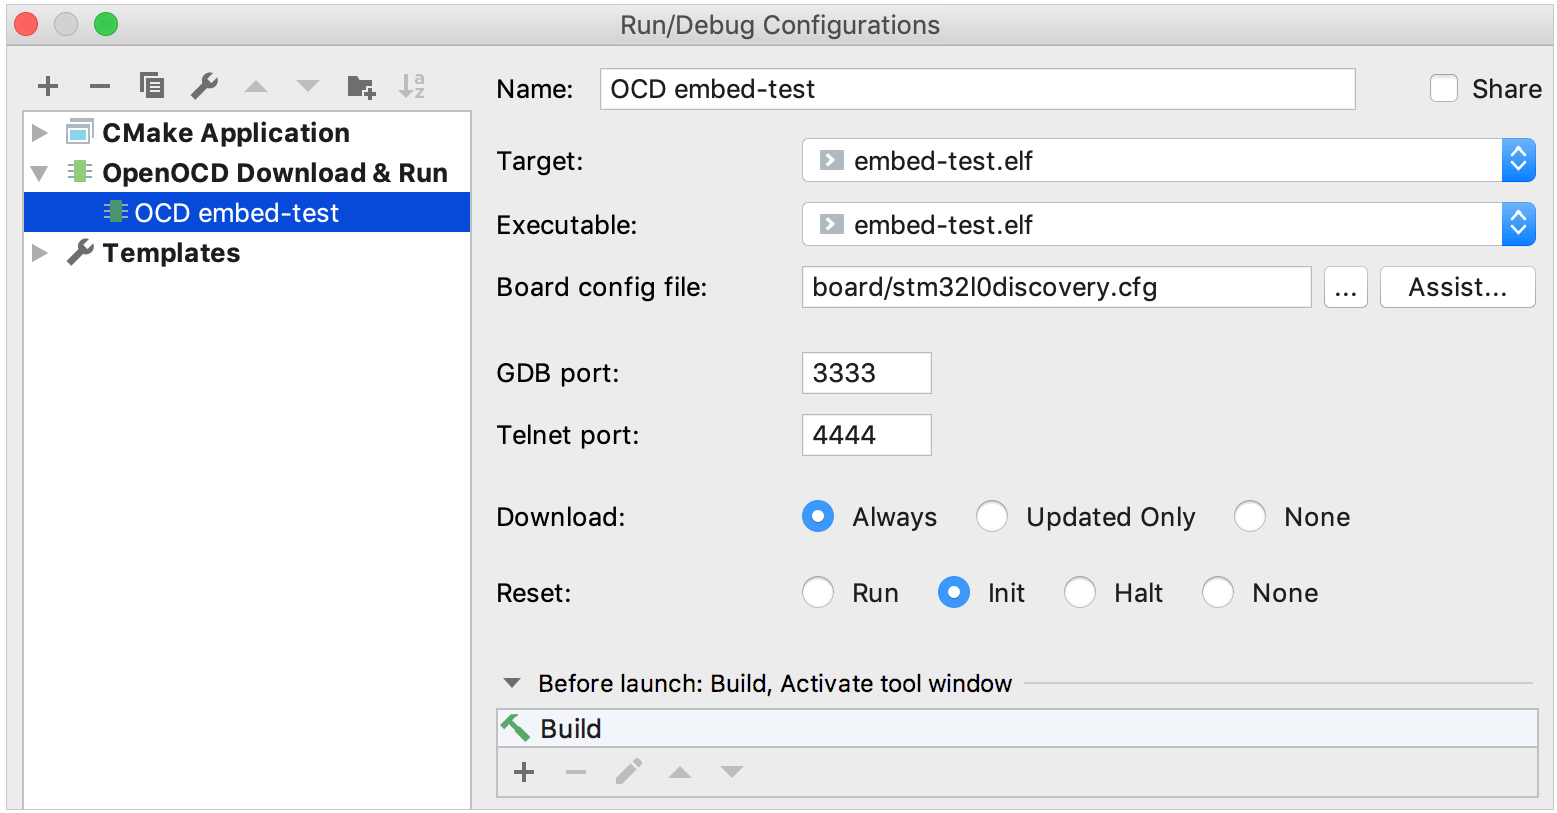 Run/Debug Configurations
Name: OCD embed-test Share
CMake Application
OpenOCD Download & Run
OCD embed-test
Templates
Target: embed-test.elf
Executable: embed-test.elf
Board config file: board/stm32l0discovery.cfg ... Assist...
GDB port: 3333
Telnet port: 4444
Download: Always Updated Only None
Reset: Run Init Halt None
Before launch: Build, Activate tool window
Build